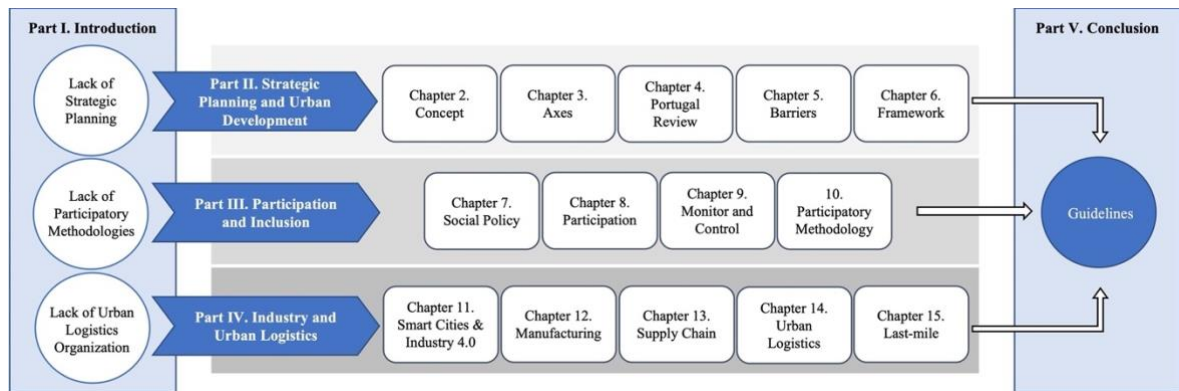 Part I. Introduction
Part V. Conclusion
Lack of
Strategic
Planning
Part II. Strategic
Planning and Urban
Development
Chapter 2.
Concept
Chapter 3.
Axes
Chapter 4.
Portugal
Review
Chapter 5.
Barriers
Chapter 6.
Framework
Lack of
Participatory
Methodologies
Part III. Participation
and Inclusion
Chapter 7.
Social Policy
Chapter 8.
Participation
Chapter 9.
Monitor and
Control
10.
Participatory
Methodology
Guidelines
Lack of Urban
Logistics
Organization
Part IV. Industry and
Urban Logistics
Chapter 11.
Smart Cities &
Industry 4.0
Chapter 12.
Manufacturing
Chapter 13.
Supply Chain
Chapter 14.
Urban
Logistics
Chapter 15.
Last-mile